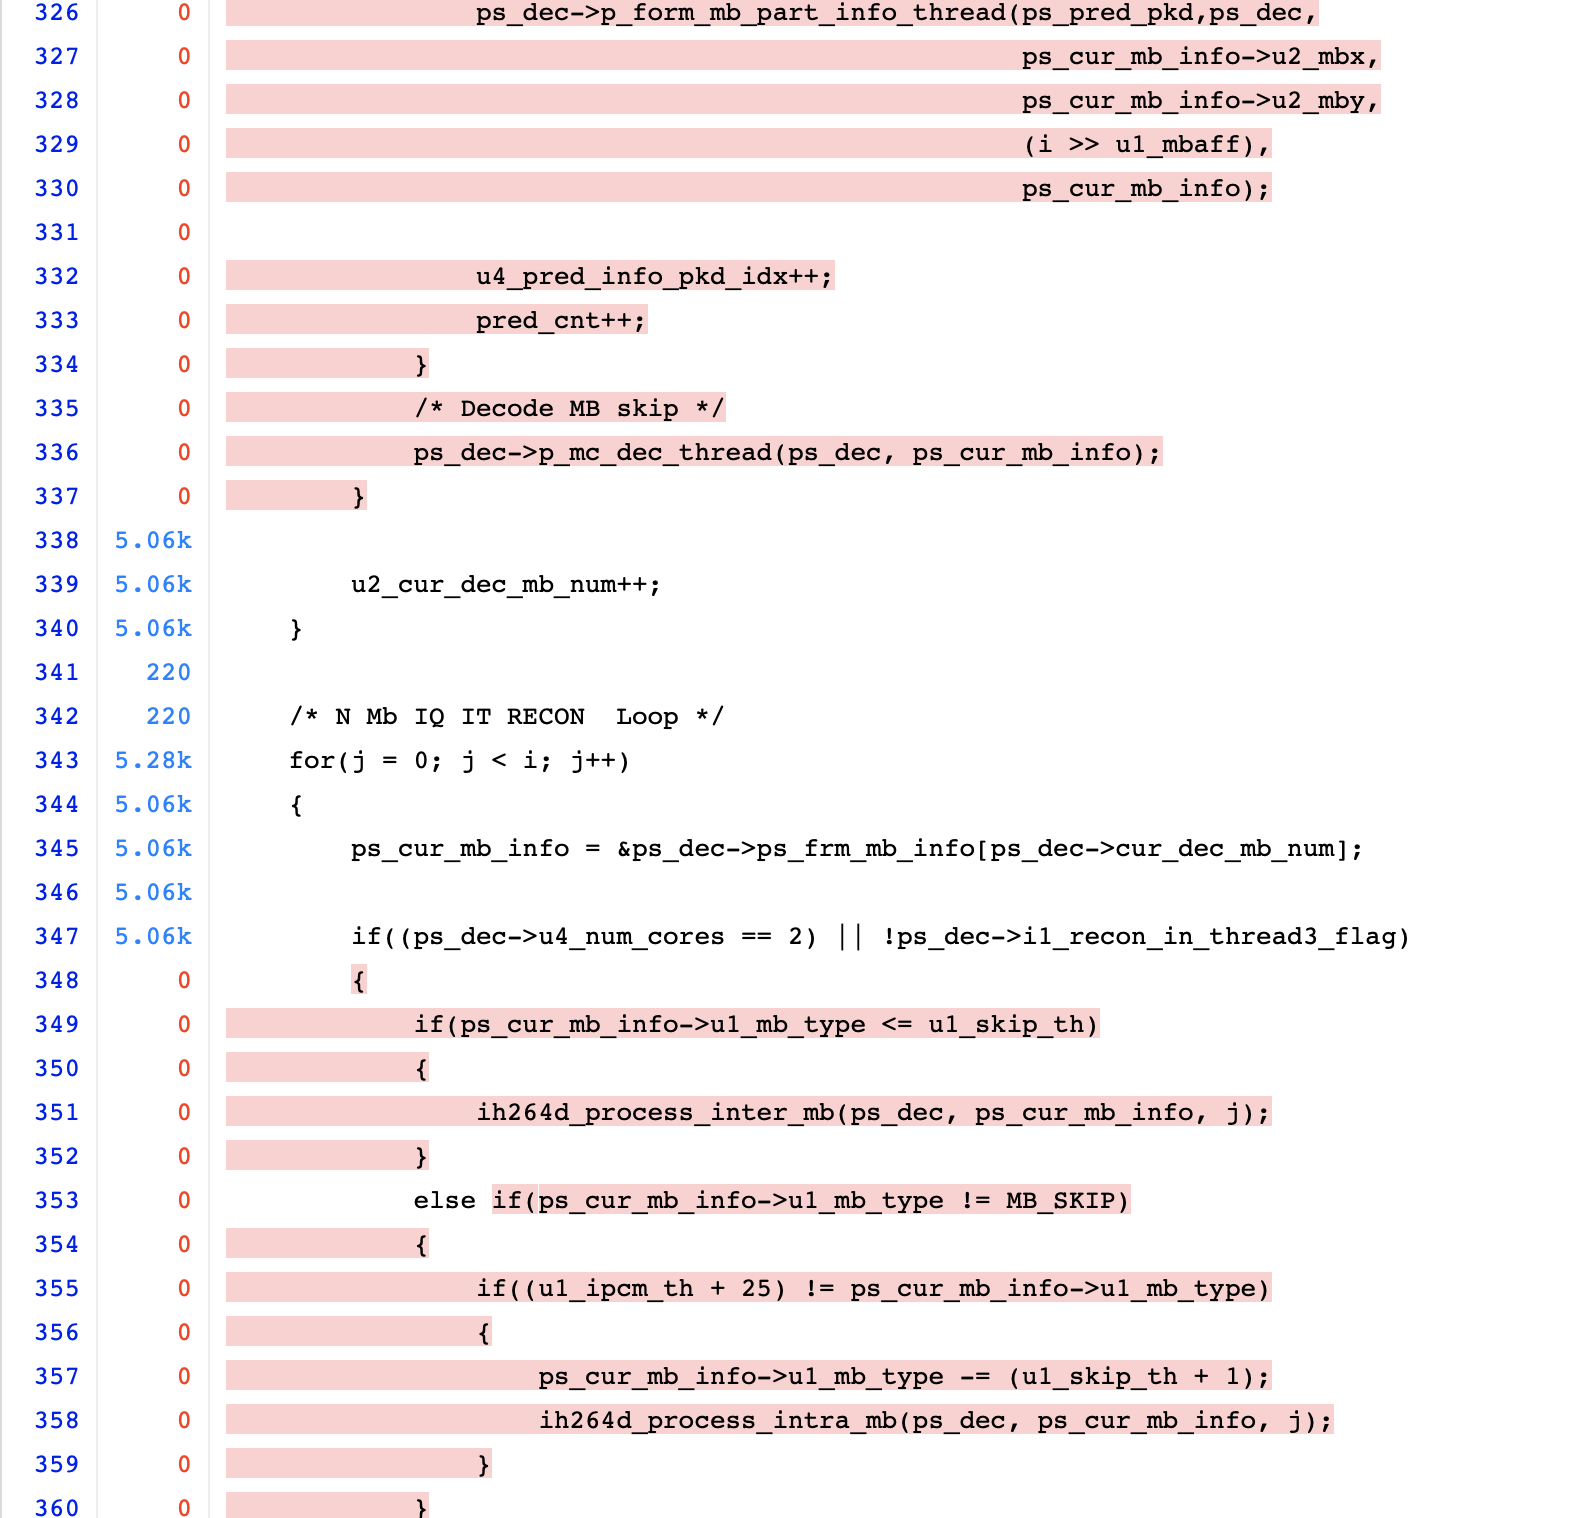 326 0 ps_dec->p_form_mb_part_info_thread(ps_pred_pkd,ps_dec,
327 0 ps_cur_mb_info->u2_mbx,
328 0 ps_cur_mb_info->u2_mby,
329 0 (i >> u1_mbaff),
330 0 ps_cur_mb_info);
331 0
332 0 u4_pred_info_pkd_idx++;
333 0 pred_cnt++;
334 0 }
335 0 /* Decode MB skip */
336 0 ps_dec->p_mc_dec_thread(ps_dec, ps_cur_mb_info);
337 0 }
338 5.06k
339 5.06k u2_cur_dec_mb_num++;
340 5.06k }
341 220
342 220 /* N Mb IQ IT RECON  Loop */
343 5.28k for(j = 0; j < i; j++)
344 5.06k {
345 5.06k ps_cur_mb_info = &ps_dec->ps_frm_mb_info[ps_dec->cur_dec_mb_num];
346 5.06k
347 5.06k if((ps_dec->u4_num_cores == 2) || !ps_dec->i1_recon_in_thread3_flag)
348 0 {
349 0 if(ps_cur_mb_info->u1_mb_type <= u1_skip_th)
350 0 {
351 0 ih264d_process_inter_mb(ps_dec, ps_cur_mb_info, j);
352 0 }
353 0 else if(ps_cur_mb_info->u1_mb_type != MB_SKIP)
354 0 {
355 0 if((u1_ipcm_th + 25) != ps_cur_mb_info->u1_mb_type)
356 0 {
357 0 ps_cur_mb_info->u1_mb_type -= (u1_skip_th + 1);
358 0 ih264d_process_intra_mb(ps_dec, ps_cur_mb_info, j);
359 0 }
360 0 }